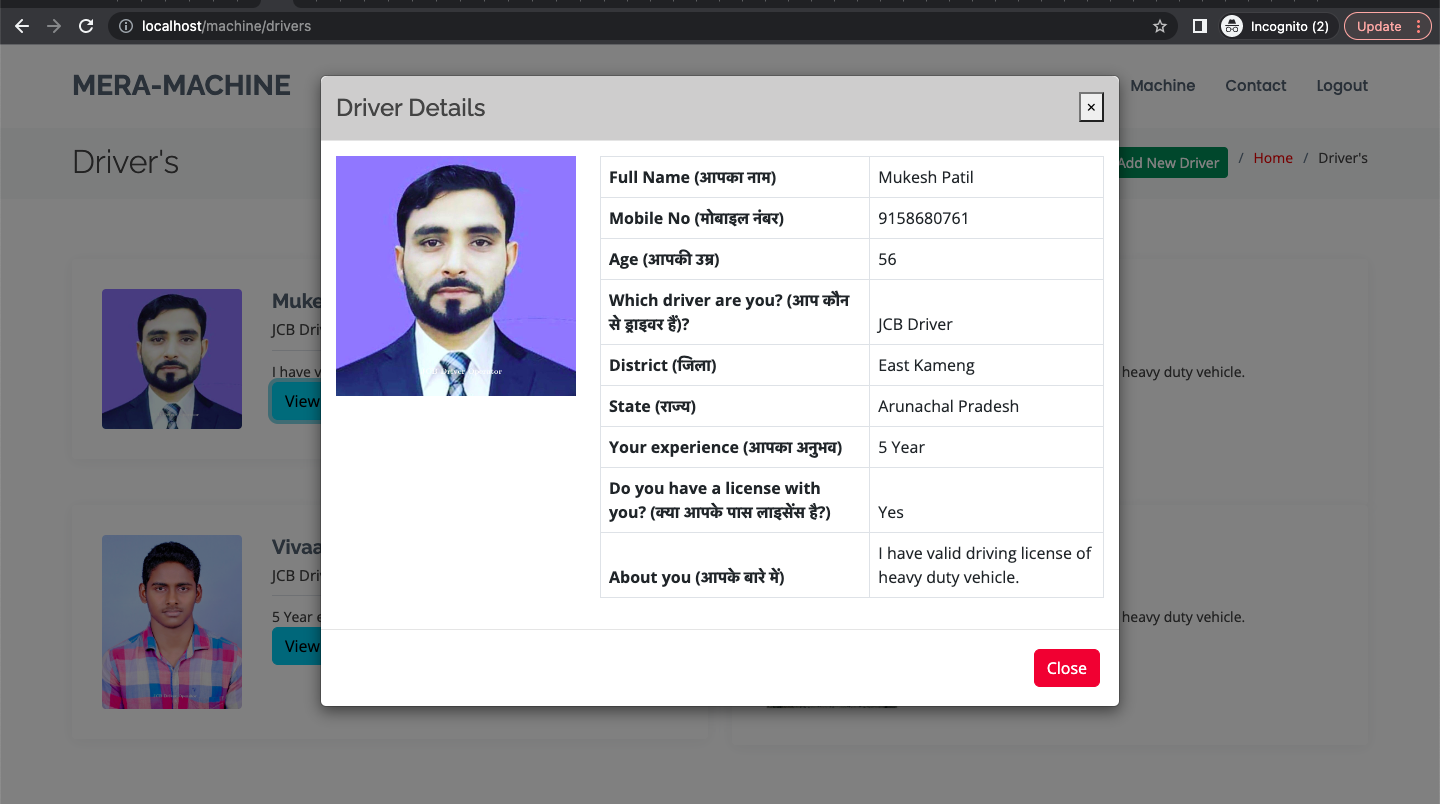 localhost/machine/drivers
Incognito (2)
Update
MERA-MACHINE
Machine
Contact
Logout
Driver's
Add New Driver
/ Home / Driver's
Driver Details
×
Full Name (आपका नाम)
Mukesh Patil
Mobile No (मोबाइल नंबर)
9158680761
Age (आपकी उम्र)
56
Which driver are you? (आप कौन
से ड्राइवर हैं)?
JCB Driver
District (जिला)
East Kameng
State (राज्य)
Arunachal Pradesh
Your experience (आपका अनुभव)
5 Year
Do you have a license with
you? (क्या आपके पास लाइसेंस है?)
Yes
About you (आपके बारे में)
I have valid driving license of
heavy duty vehicle.
Close
Muke
JCB Dri
I have v
View
heavy duty vehicle.
Vivaa
JCB Dri
5 Year e
View
heavy duty vehicle.